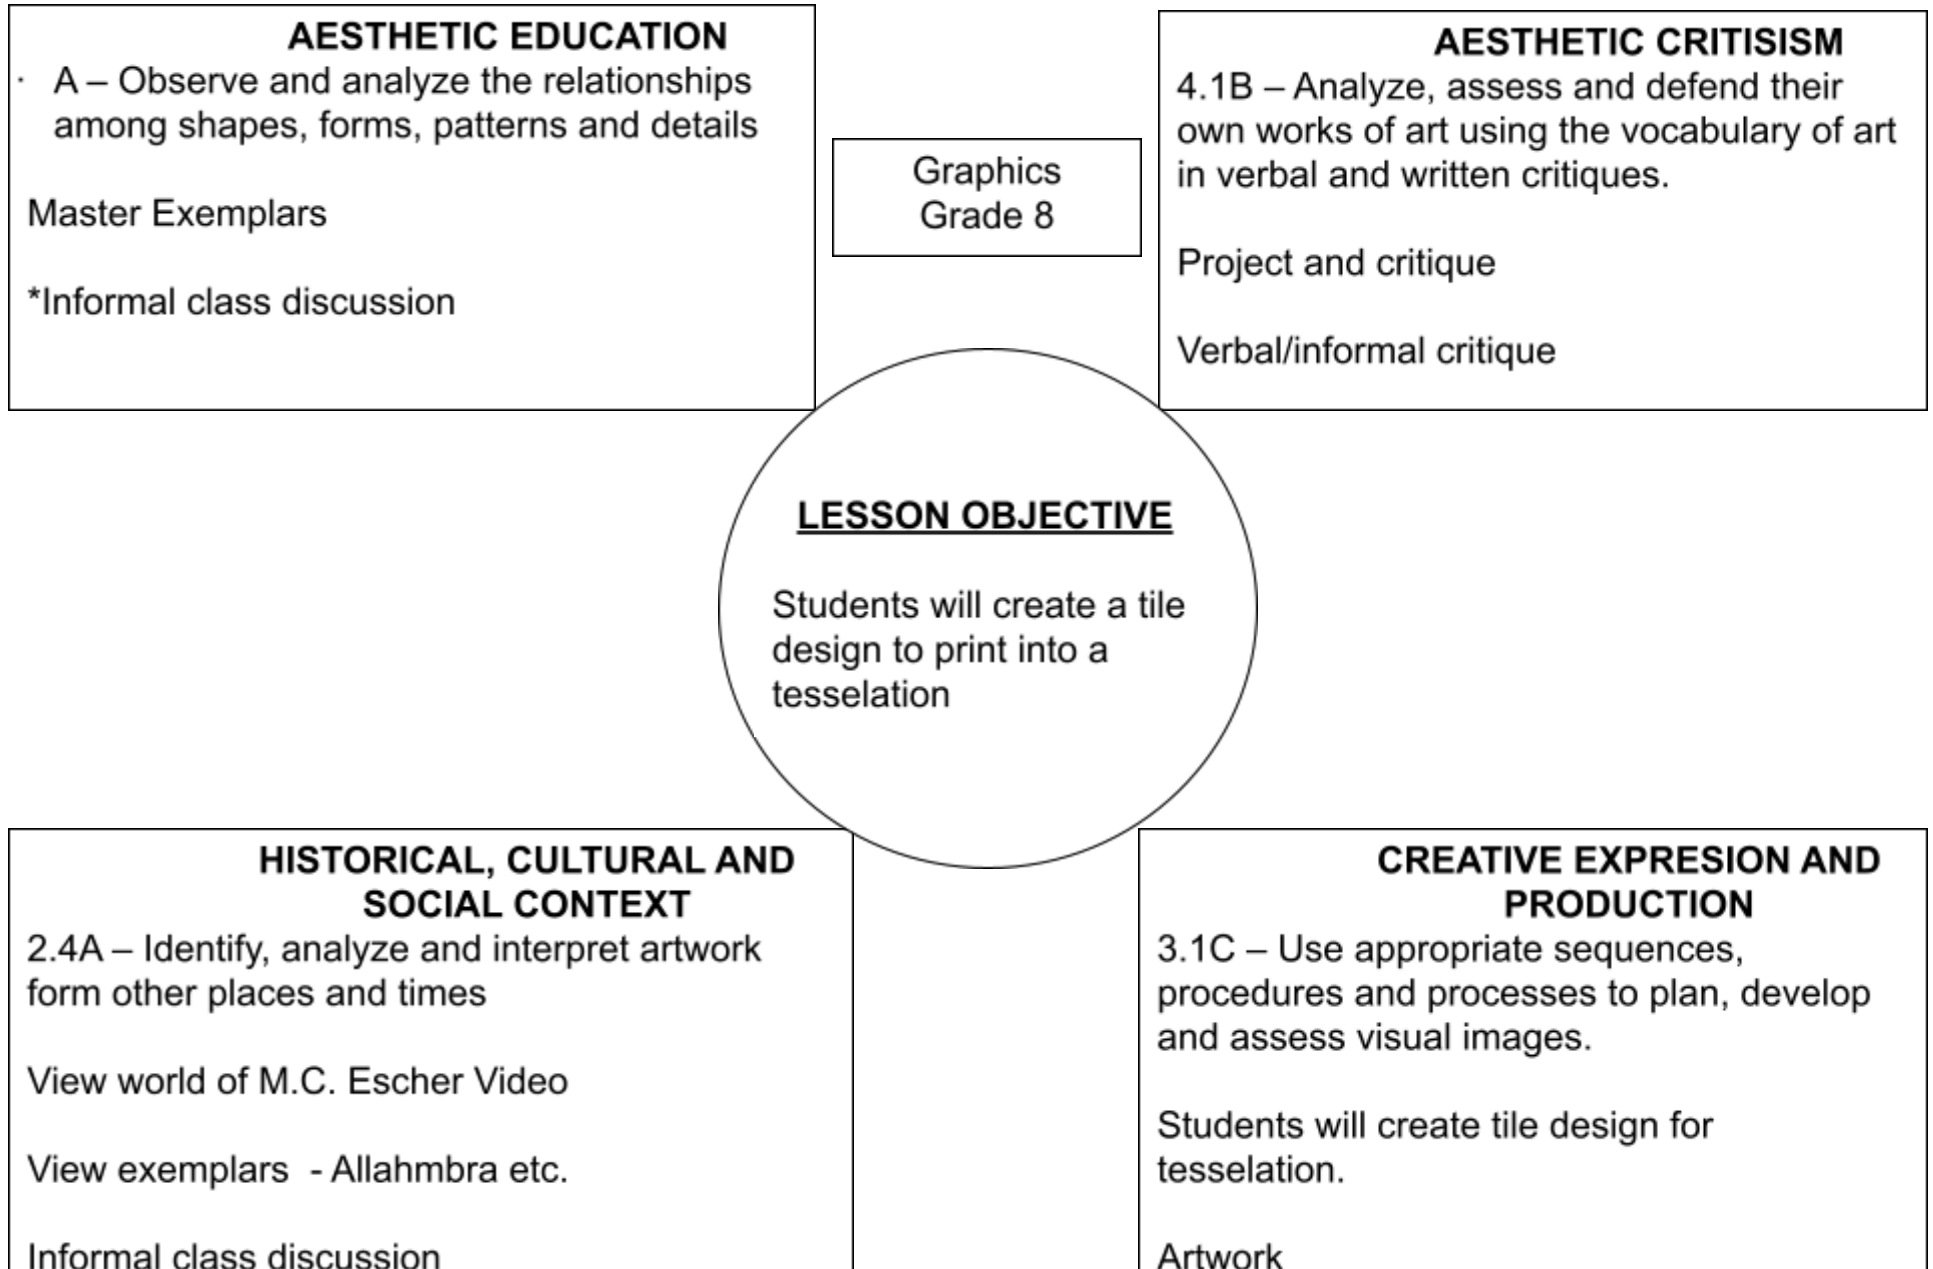 AESTHETIC EDUCATION
· A – Observe and analyze the relationships
among shapes, forms, patterns and details
Master Exemplars
*Informal class discussion
Graphics
Grade 8
AESTHETIC CRITISISM
4.1B – Analyze, assess and defend their
own works of art using the vocabulary of art
in verbal and written critiques.
Project and critique
Verbal/informal critique
LESSON OBJECTIVE
Students will create a tile
design to print into a
tesselation
HISTORICAL, CULTURAL AND
SOCIAL CONTEXT
2.4A – Identify, analyze and interpret artwork
form other places and times
View world of M.C. Escher Video
View exemplars  - Allahmbra etc.
Informal class discussion
CREATIVE EXPRESION AND
PRODUCTION
3.1C – Use appropriate sequences,
procedures and processes to plan, develop
and assess visual images.
Students will create tile design for
tesselation.
Artwork